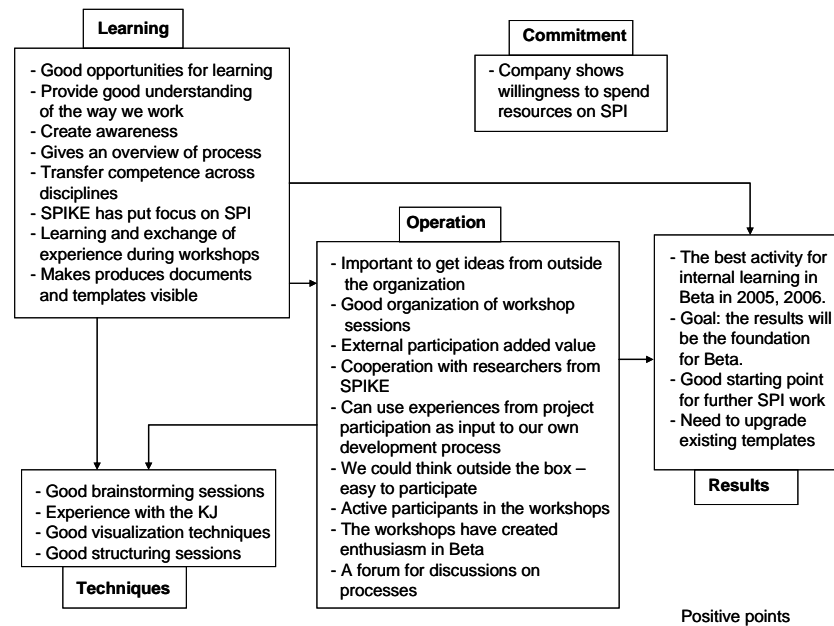 Learning
- Good opportunities for learning
- Provide good understanding
of the way we work
- Create awareness
- Gives an overview of process
- Transfer competence across
disciplines
- SPIKE has put focus on SPI
- Learning and exchange of
experience during workshops
- Makes produces documents
and templates visible
Commitment
- Company shows
willingness to spend
resources on SPI
Operation
- Important to get ideas from outside
the organization
- Good organization of workshop
sessions
- External participation added value
- Cooperation with researchers from
SPIKE
- Can use experiences from project
participation as input to our own
development process
- We could think outside the box –
easy to participate
- Active participants in the workshops
- The workshops have created
enthusiasm in Beta
- A forum for discussions on
processes
- The best activity for
internal learning in
Beta in 2005, 2006.
- Goal: the results will
be the foundation
for Beta.
- Good starting point
for further SPI work
- Need to upgrade
existing templates
Results
- Good brainstorming sessions
- Experience with the KJ
- Good visualization techniques
- Good structuring sessions
Techniques
Positive points